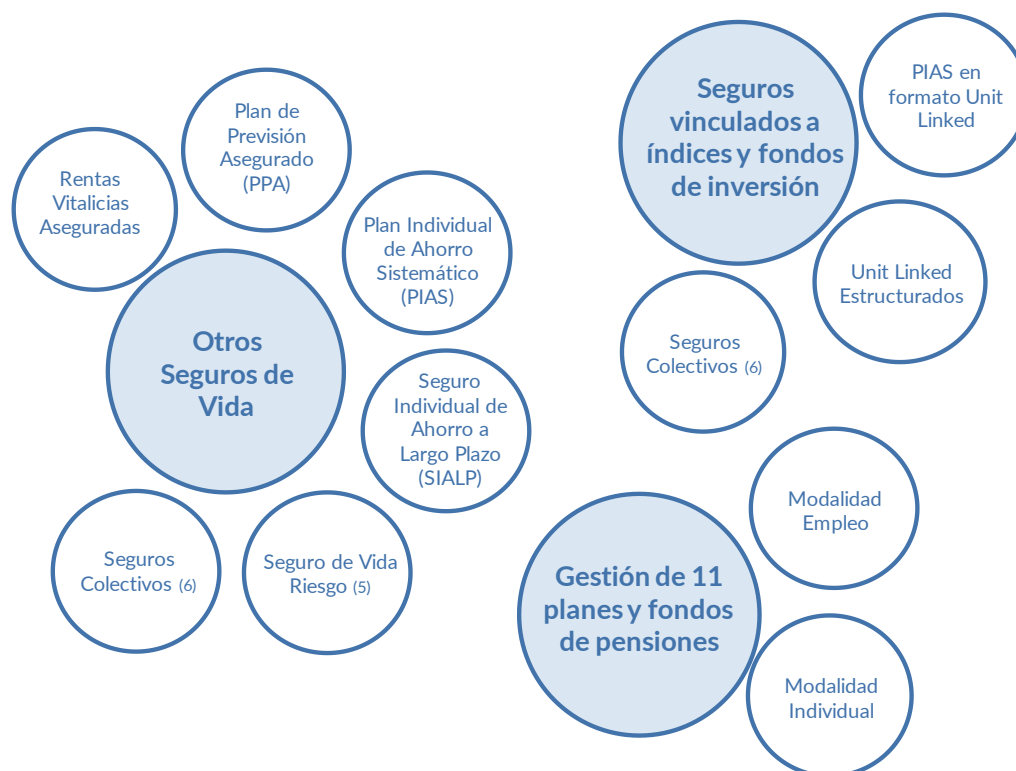 Plan de
Previsión
Asegurado
(PPA)
Rentas
Vitalicias
Aseguradas
Plan Individual
de Ahorro
Sistemático
(PIAS)
Otros
Seguros de
Vida
Seguro
Individual de
Ahorro a
Largo Plazo
(SIALP)
Seguros
Colectivos (6)
Seguro de Vida
Riesgo (5)
Seguros
vinculados a
índices y fondos
de inversión
PIAS en
formato Unit
Linked
Unit Linked
Estructurados
Seguros
Colectivos (6)
Gestión de 11
planes y fondos
de pensiones
Modalidad
Empleo
Modalidad
Individual